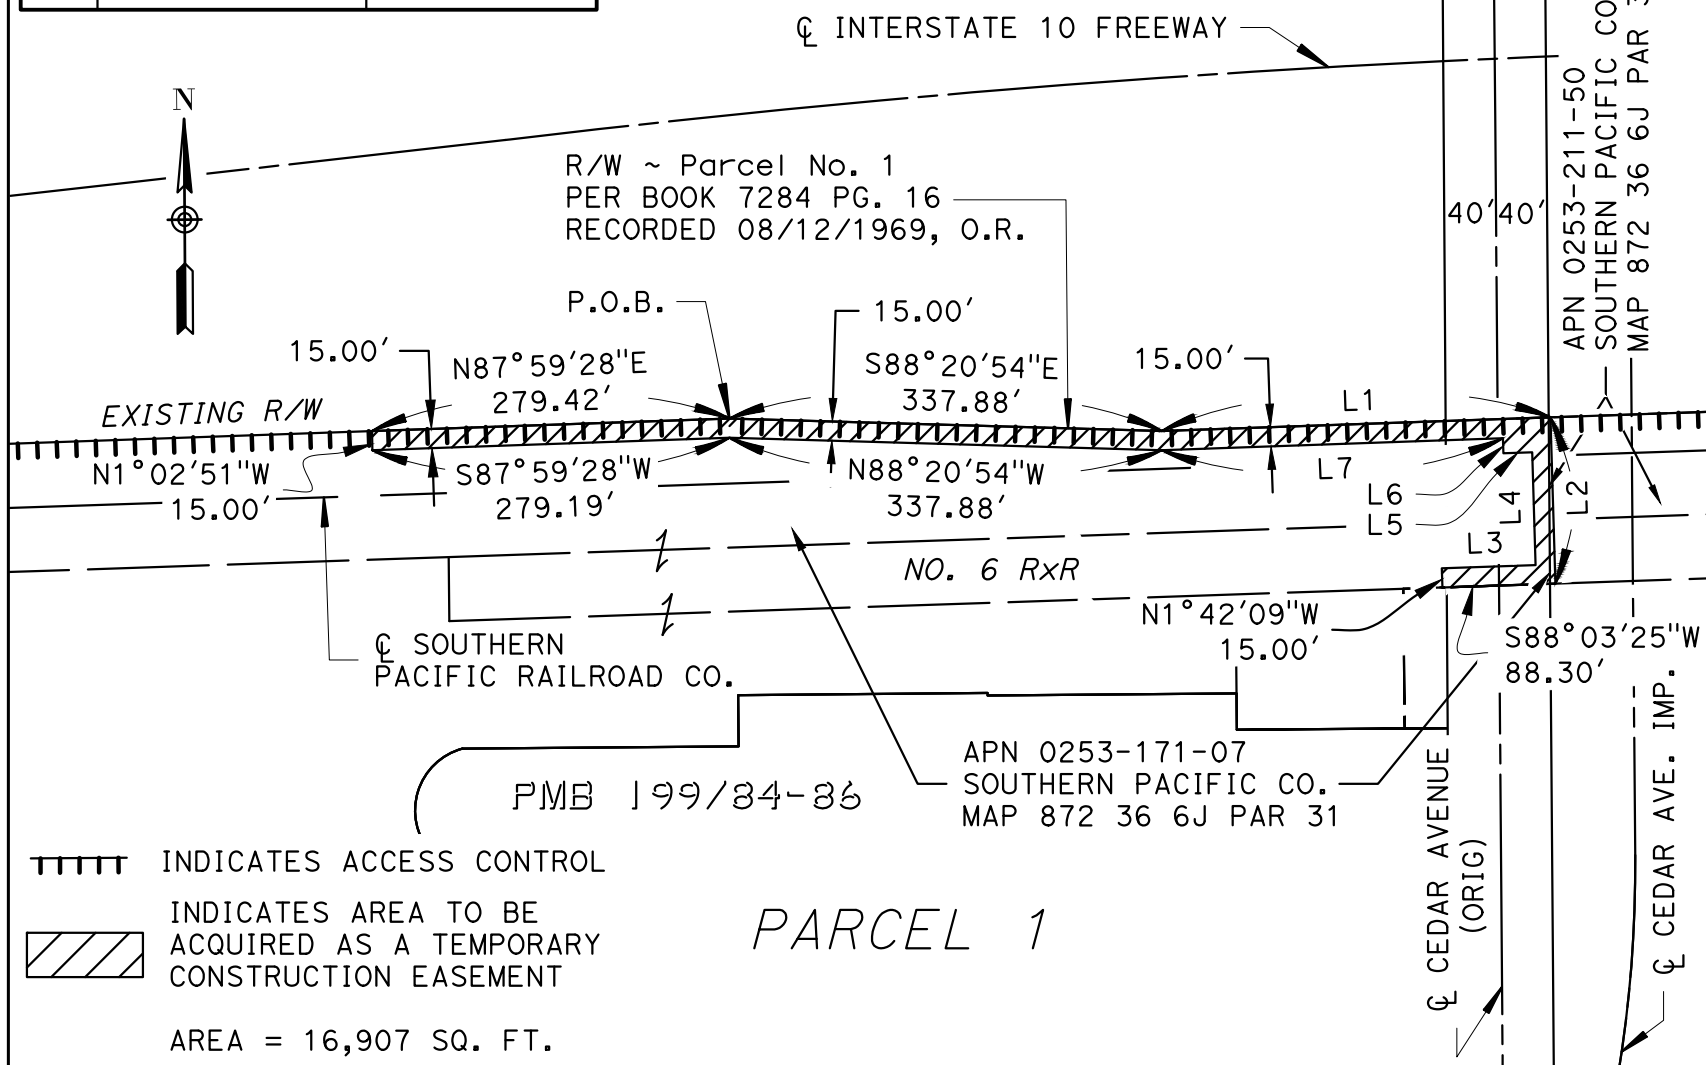 ℄ INTERSTATE 10 FREEWAY
N
R/W ~ Parcel No. 1
PER BOOK 7284 PG. 16
RECORDED 08/12/1969, O.R.
40' 40'
APN 0253-211-50
SOUTHERN PACIFIC CO
MAP 872 36 6J PAR 3
P.O.B.
15.00'
15.00'
N87°59'28"E
279.42'
S88°20'54"E
337.88'
15.00'
L1
EXISTING R/W
N1°02'51"W
15.00'
S87°59'28"W
279.19'
N88°20'54"W
337.88'
L7
L6
L5
L4
L2
L3
NO. 6 RxR
N1°42'09"W
15.00'
S88°03'25"W
88.30'
℄ SOUTHERN
PACIFIC RAILROAD CO.
APN 0253-171-07
SOUTHERN PACIFIC CO.
MAP 872 36 6J PAR 31
PMB 199/84-86
℄ CEDAR AVENUE
(ORIG)
℄ CEDAR AVE. IMP.
INDICATES ACCESS CONTROL
INDICATES AREA TO BE
ACQUIRED AS A TEMPORARY
CONSTRUCTION EASEMENT
AREA = 16,907 SQ. FT.
PARCEL 1